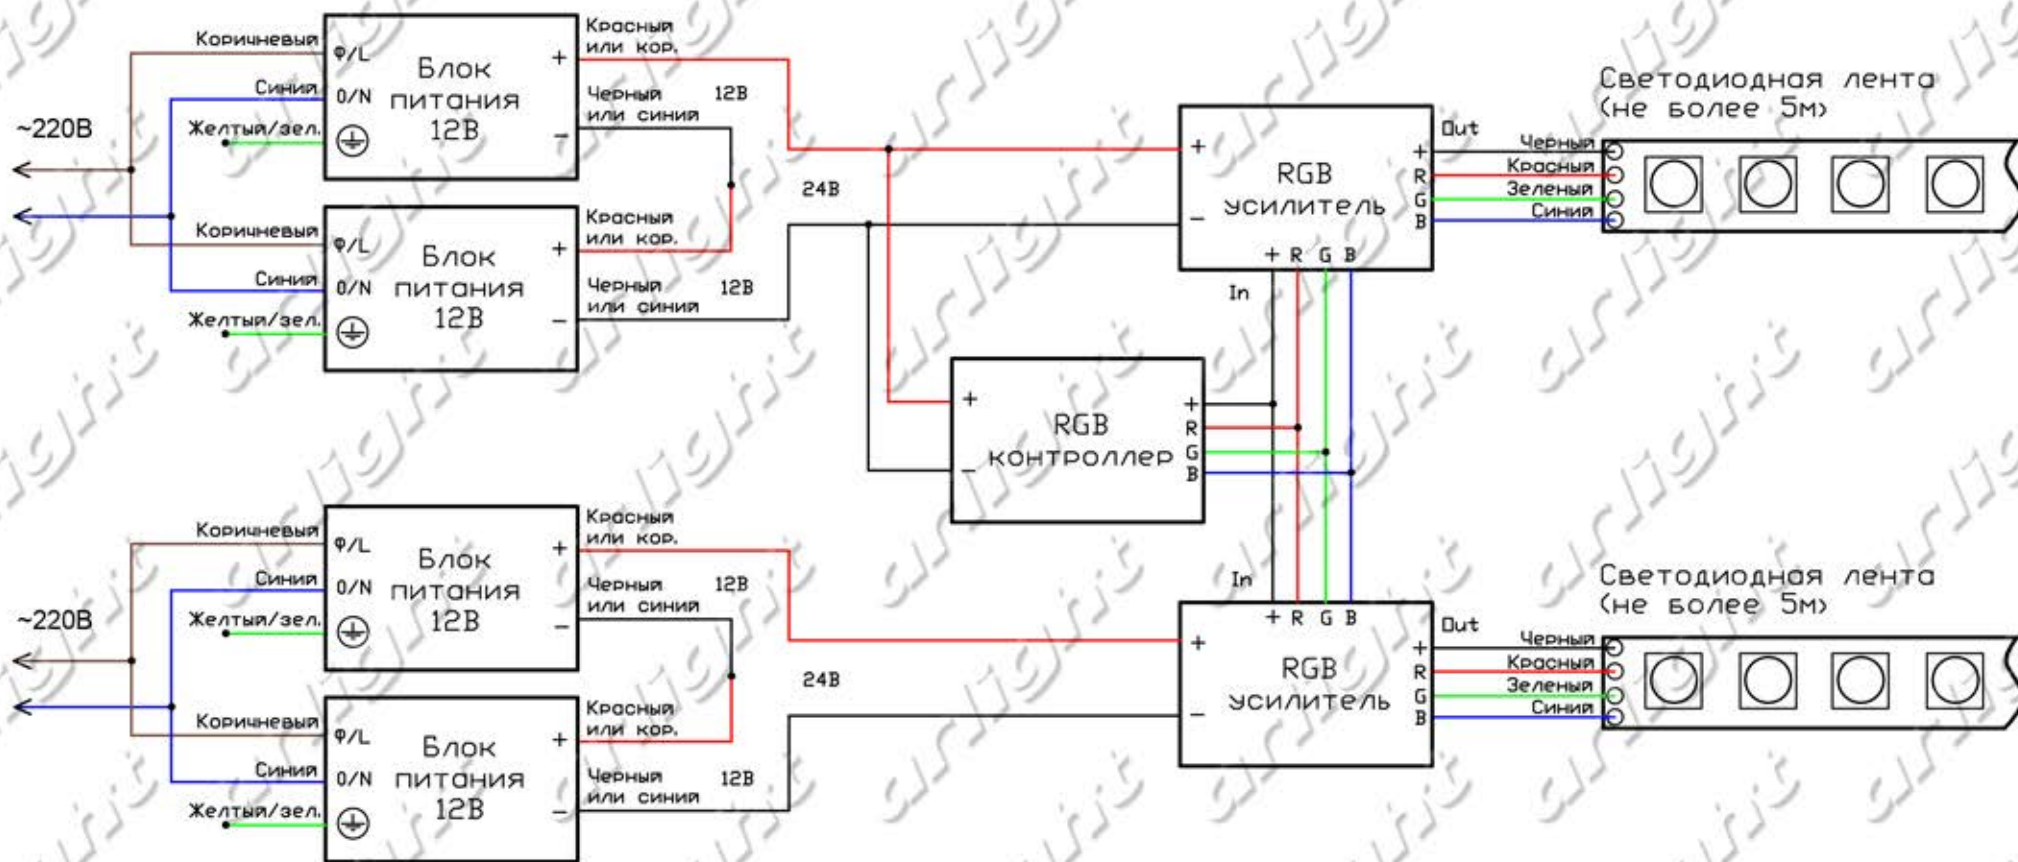 Коричневый
Синий
Желтый/зел.
~220В
Ф/L
0/N
Блок
питания
12В
+
−
Красный
или кор.
Черный
или синий
12В
Коричневый
Синий
Желтый/зел.
Ф/L
0/N
Блок
питания
12В
+
−
Красный
или кор.
Черный
или синий
12В
24В
+
−
RGB
усилитель
Out
+
R
G
B
+ R G B
In
Черный
Красный
Зеленый
Синий
Светодиодная лента
(не более 5м)
+
−
RGB
контроллер
+
R
G
B
Коричневый
Синий
Желтый/зел.
~220В
Ф/L
0/N
Блок
питания
12В
+
−
Красный
или кор.
Черный
или синий
12В
Коричневый
Синий
Желтый/зел.
Ф/L
0/N
Блок
питания
12В
+
−
Красный
или кор.
Черный
или синий
12В
24В
In
+ R G B
+
−
RGB
усилитель
Out
+
R
G
B
Черный
Красный
Зеленый
Синий
Светодиодная лента
(не более 5м)
arlight